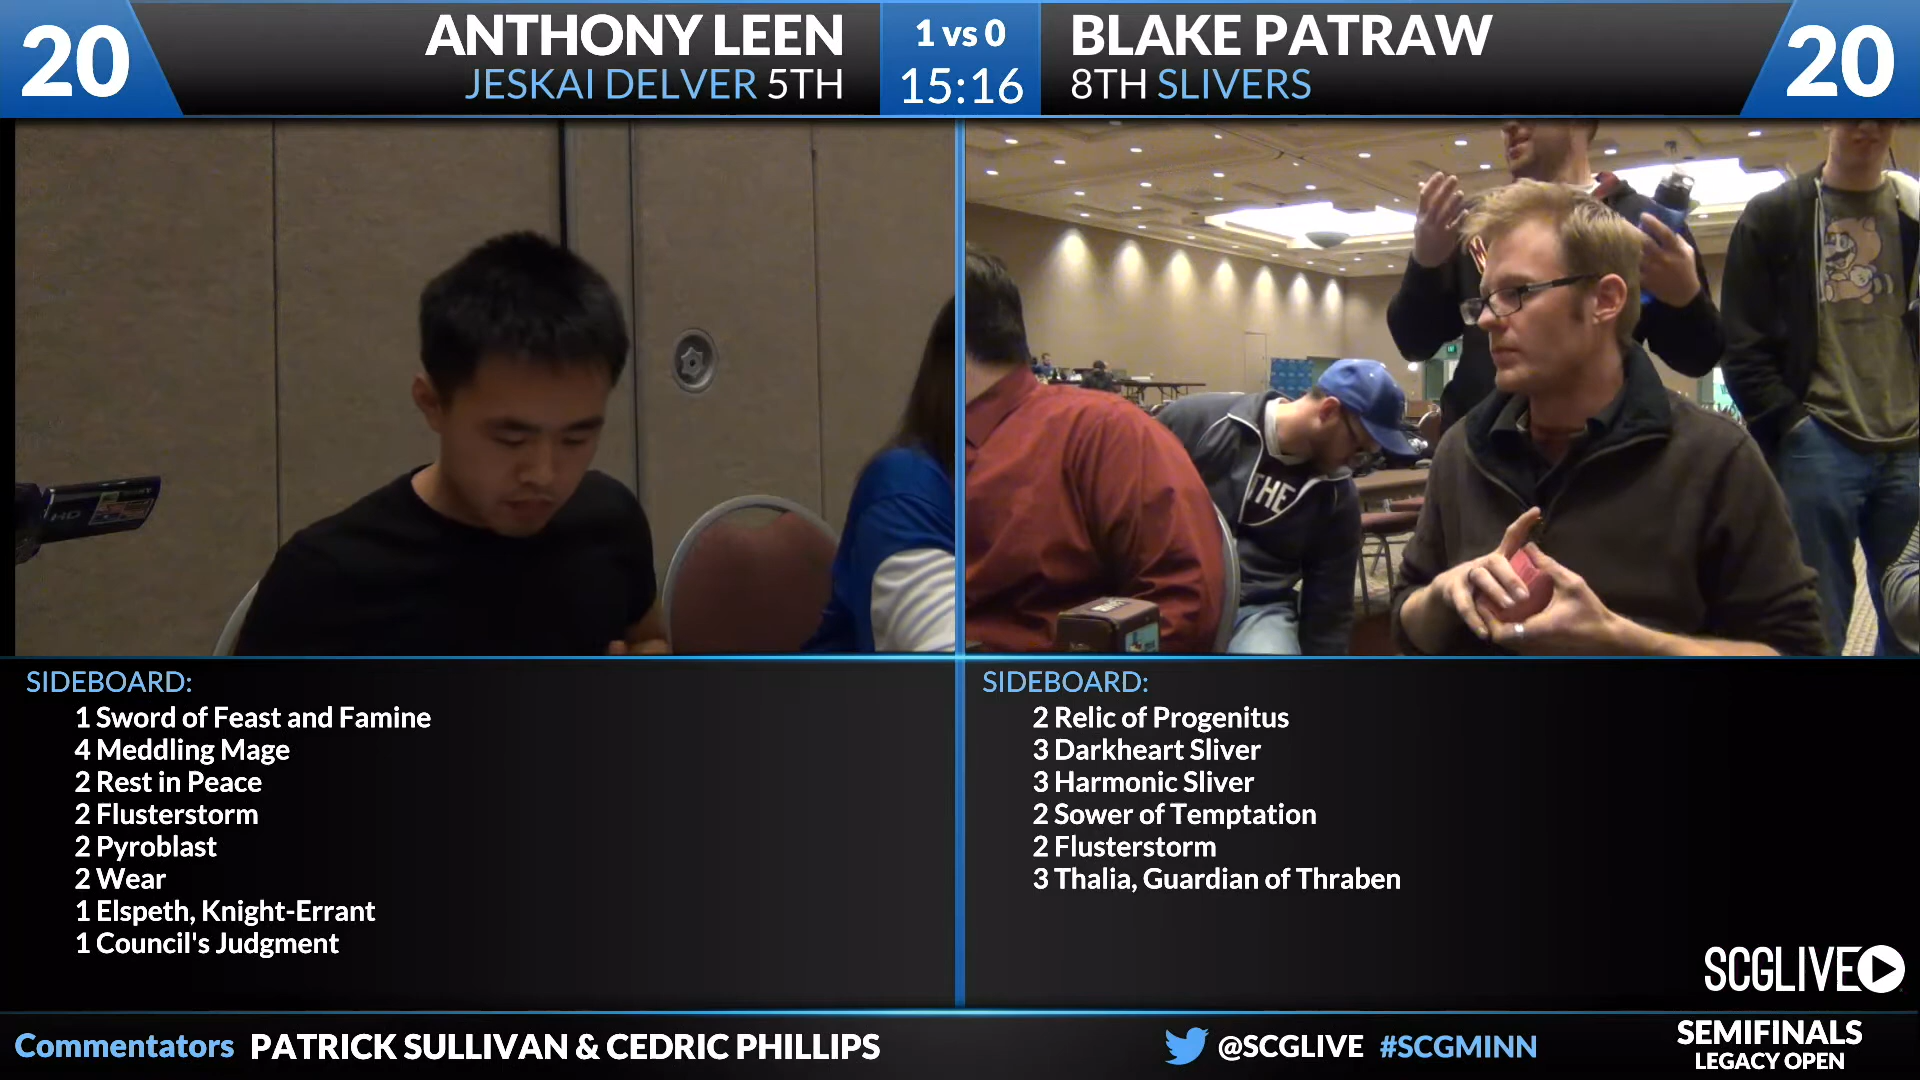 20
ANTHONY LEEN
JESKAI DELVER 5TH
1 vs 0
15:16
BLAKE PATRAW
8TH SLIVERS
20
HD
THE
SIDEBOARD:
1 Sword of Feast and Famine
4 Meddling Mage
2 Rest in Peace
2 Flusterstorm
2 Pyroblast
2 Wear
1 Elspeth, Knight-Errant
1 Council's Judgment
SIDEBOARD:
2 Relic of Progenitus
3 Darkheart Sliver
3 Harmonic Sliver
2 Sower of Temptation
2 Flusterstorm
3 Thalia, Guardian of Thraben
SCGLIVE
Commentators PATRICK SULLIVAN & CEDRIC PHILLIPS
@SCGLIVE #SCGMINN
SEMIFINALS
LEGACY OPEN